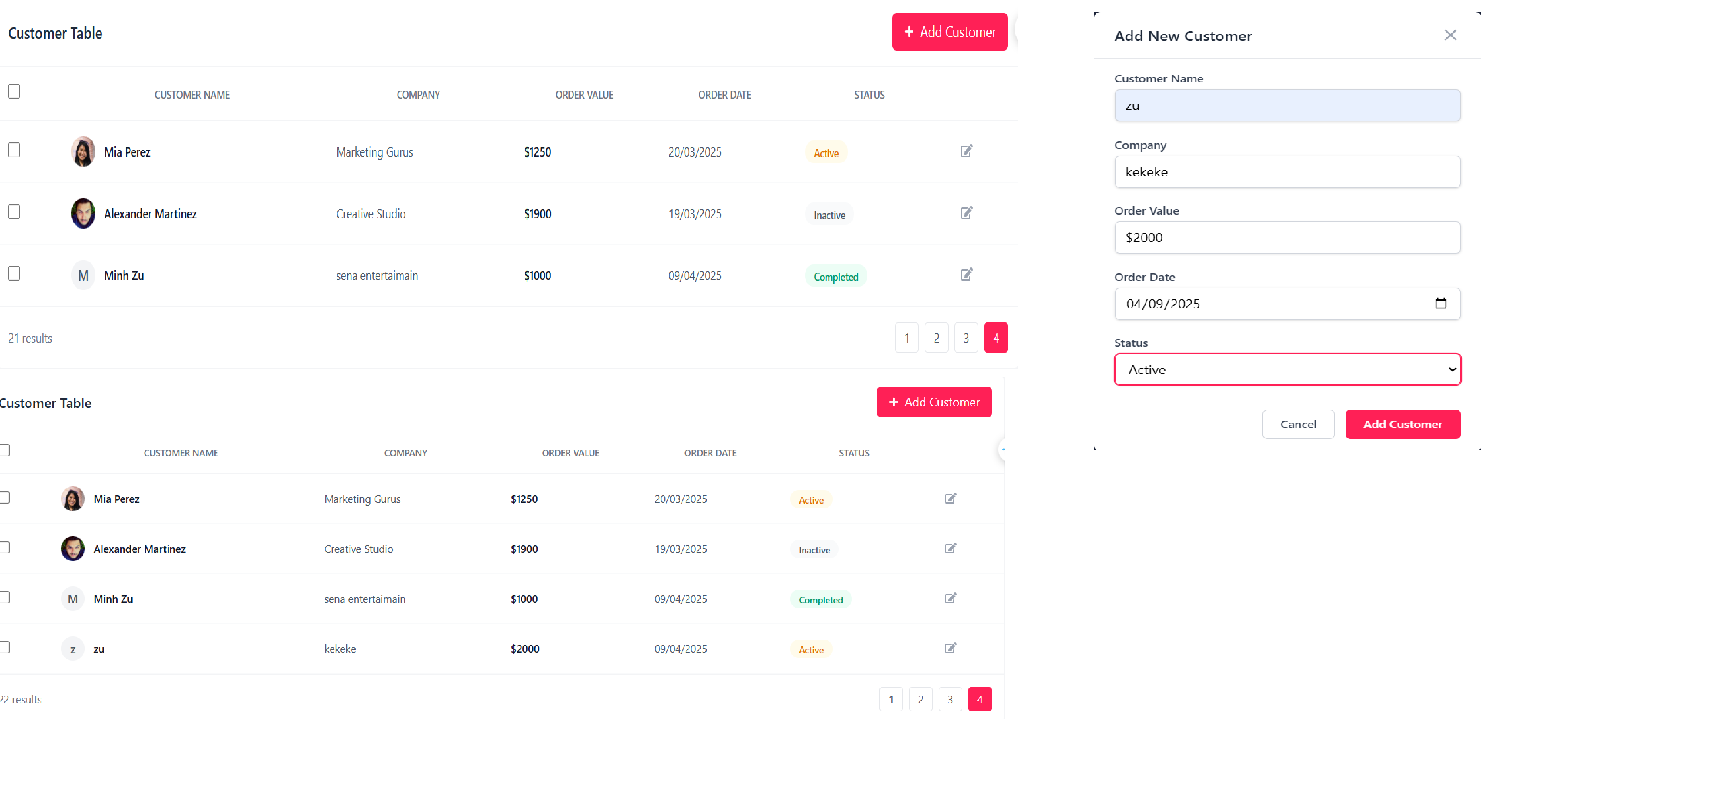 Customer Table
+ Add Customer
CUSTOMER NAME COMPANY ORDER VALUE ORDER DATE STATUS
Mia Perez Marketing Gurus $1250 20/03/2025 Active
Alexander Martinez Creative Studio $1900 19/03/2025 Inactive
M Minh Zu sena entertaimain $1000 09/04/2025 Completed
21 results 1 2 3 4
Customer Table
+ Add Customer
CUSTOMER NAME COMPANY ORDER VALUE ORDER DATE STATUS
Mia Perez Marketing Gurus $1250 20/03/2025 Active
Alexander Martinez Creative Studio $1900 19/03/2025 Inactive
M Minh Zu sena entertaimain $1000 09/04/2025 Completed
z zu kekeke $2000 09/04/2025 Active
22 results 1 2 3 4
Add New Customer
Customer Name
zu
Company
kekeke
Order Value
$2000
Order Date
04/09/2025
Status
Active
Cancel Add Customer